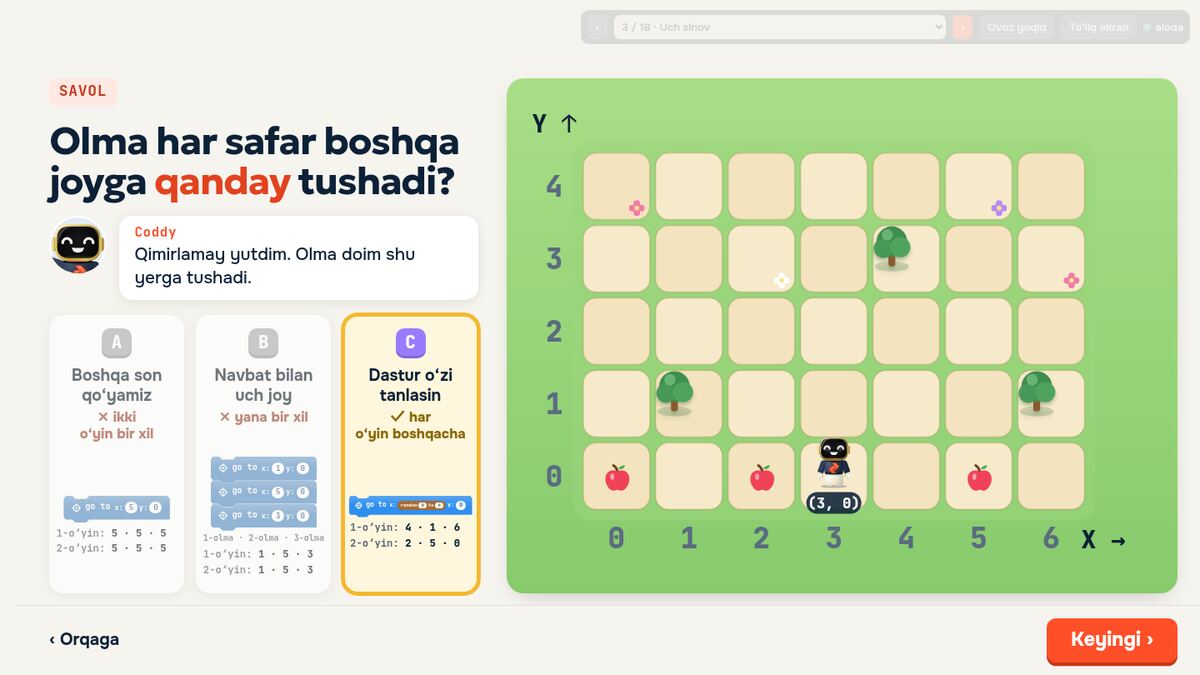 ‹ 3 / 18 · Uch sinov › Ovoz yoqiq To'liq ekran aloqa
SAVOL
Olma har safar boshqa
joyga qanday tushadi?
Coddy
Qimirlamay yutdim. Olma doim shu
yerga tushadi.
A
Boshqa son
qo‘yamiz
✕ ikki
o‘yin bir xil
go to x: 5 y: 0
1-o‘yin: 5 · 5 · 5
2-o‘yin: 5 · 5 · 5
B
Navbat bilan
uch joy
✕ yana bir xil
go to x: 1 y: 0
go to x: 5 y: 0
go to x: 3 y: 0
1-olma · 2-olma · 3-olma
1-o‘yin: 1 · 5 · 3
2-o‘yin: 1 · 5 · 3
C
Dastur o‘zi
tanlasin
✓ har
o‘yin boshqacha
go to x: random 0 to 6 y: 0
1-o‘yin: 4 · 1 · 6
2-o‘yin: 2 · 5 · 0
Y ↑
4
3
2
1
0
(3, 0)
0 1 2 3 4 5 6 X →
‹ Orqaga
Keyingi ›